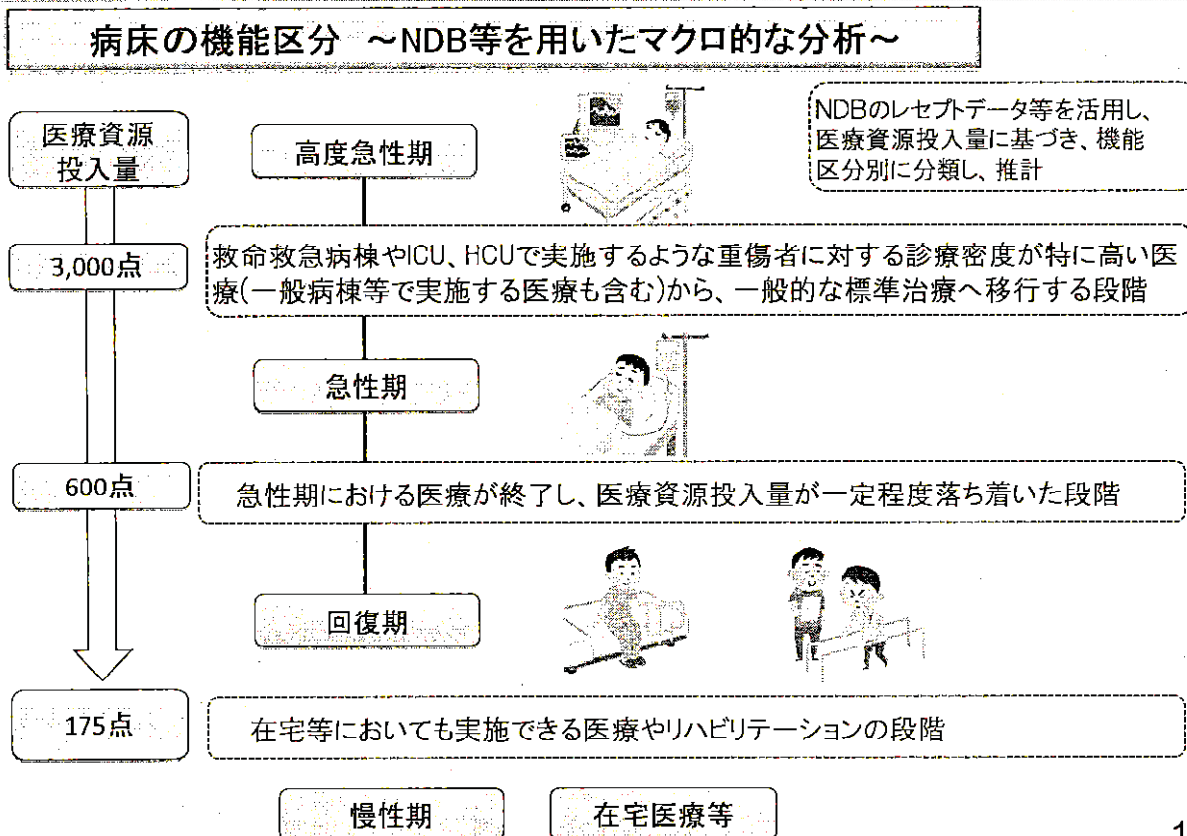 病床の機能区分 ～NDB等を用いたマクロ的な分析～
医療資源
投入量
高度急性期
NDBのレセプトデータ等を活用し、
医療資源投入量に基づき、機能
区分別に分類し、推計
3,000点
救命救急病棟やICU、HCUで実施するような重傷者に対する診療密度が特に高い医
療(一般病棟等で実施する医療も含む)から、一般的な標準治療へ移行する段階
急性期
600点
急性期における医療が終了し、医療資源投入量が一定程度落ち着いた段階
回復期
175点
在宅等においても実施できる医療やリハビリテーションの段階
慢性期
在宅医療等
1